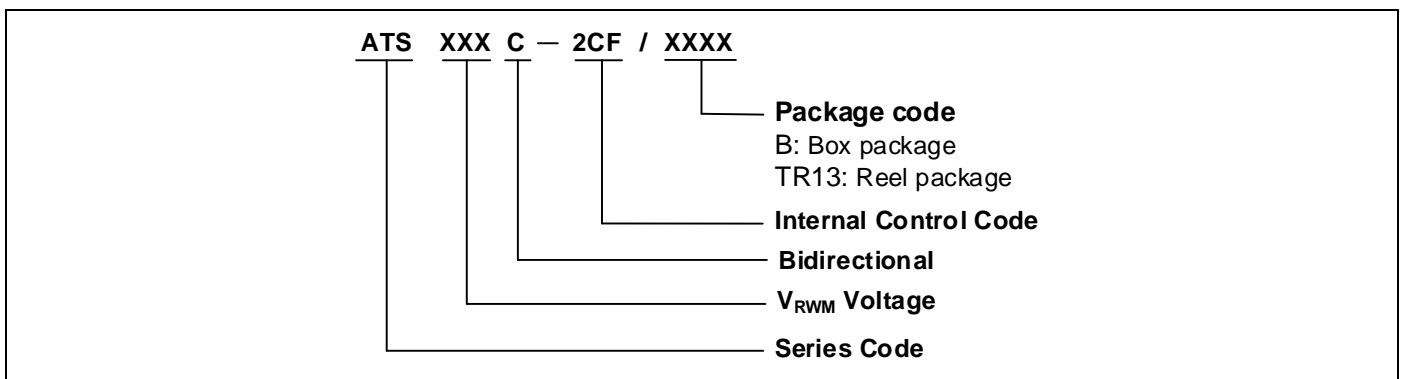 ATS XXX C — 2CF / XXXX
Package code
B: Box package
TR13: Reel package
Internal Control Code
Bidirectional
VRWM Voltage
Series Code